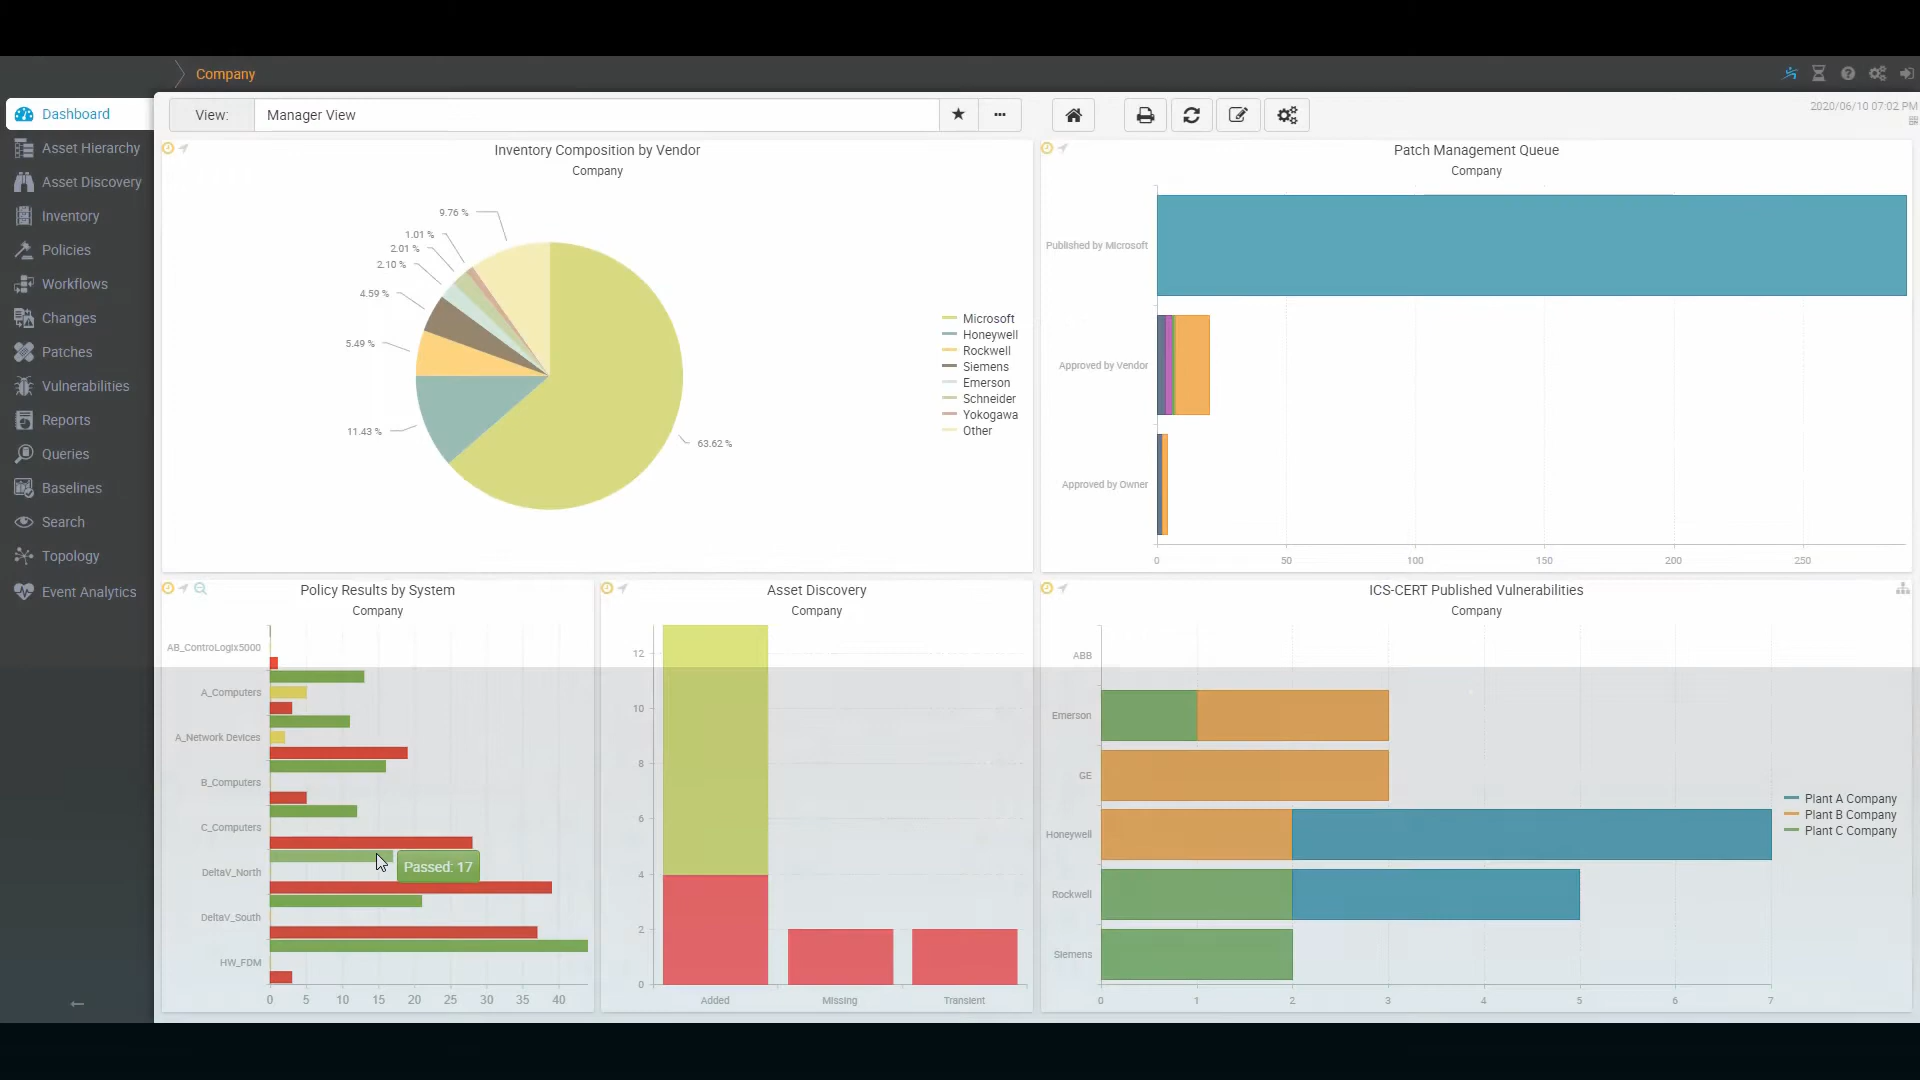 Company
2020/06/10 07:02 PM
View:
Manager View
Dashboard
Asset Hierarchy
Asset Discovery
Inventory
Policies
Workflows
Changes
Patches
Vulnerabilities
Reports
Queries
Baselines
Search
Topology
Event Analytics
Inventory Composition by Vendor
Company
9.76 %
1.01 %
2.01 %
2.10 %
4.59 %
5.49 %
11.43 %
63.62 %
Microsoft
Honeywell
Rockwell
Siemens
Emerson
Schneider
Yokogawa
Other
Patch Management Queue
Company
Published by Microsoft
Approved by Vendor
Approved by Owner
0 50 100 150 200 250
Policy Results by System
Company
AB_ControLogix5000
A_Computers
A_Network Devices
B_Computers
C_Computers
DeltaV_North
DeltaV_South
HW_FDM
Passed: 17
0 5 10 15 20 25 30 35 40
Asset Discovery
Company
12
10
8
6
4
2
0
Added Missing Transient
ICS-CERT Published Vulnerabilities
Company
ABB
Emerson
GE
Honeywell
Rockwell
Siemens
Plant A Company
Plant B Company
Plant C Company
0 1 2 3 4 5 6 7